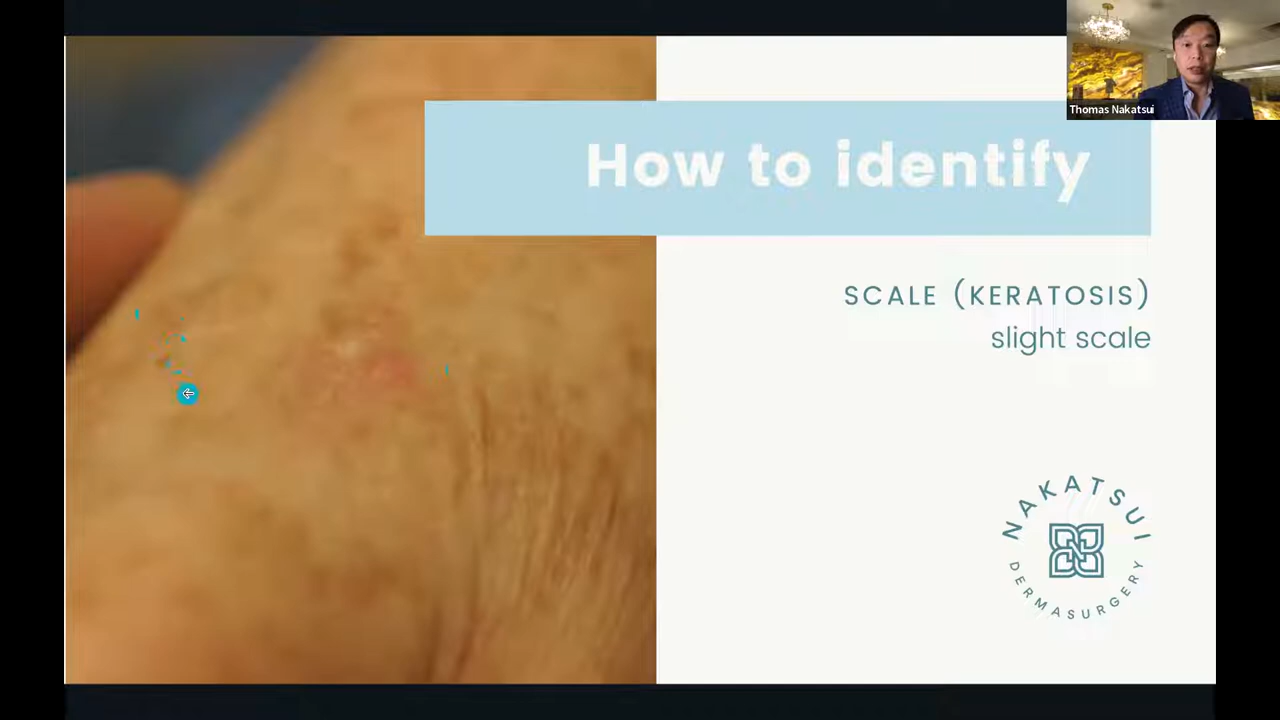 Thomas Nakatsui
How to identify
SCALE (KERATOSIS)
slight scale
NAKATSUI
DERMASURGERY